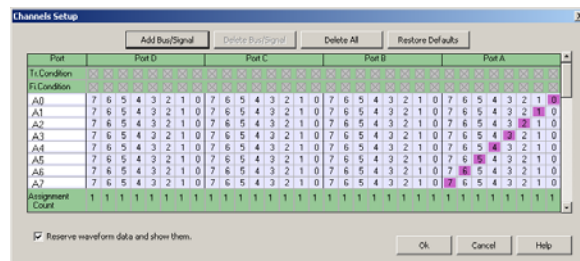 Channels Setup
Add Bus/Signal Delete Bus/Signal Delete All Restore Defaults
Port Port D Port C Port B Port A
Tr.Condition
Fi.Condition
A0 7 6 5 4 3 2 1 0 7 6 5 4 3 2 1 0 7 6 5 4 3 2 1 0 7 6 5 4 3 2 1 0
A1 7 6 5 4 3 2 1 0 7 6 5 4 3 2 1 0 7 6 5 4 3 2 1 0 7 6 5 4 3 2 1 0
A2 7 6 5 4 3 2 1 0 7 6 5 4 3 2 1 0 7 6 5 4 3 2 1 0 7 6 5 4 3 2 1 0
A3 7 6 5 4 3 2 1 0 7 6 5 4 3 2 1 0 7 6 5 4 3 2 1 0 7 6 5 4 3 2 1 0
A4 7 6 5 4 3 2 1 0 7 6 5 4 3 2 1 0 7 6 5 4 3 2 1 0 7 6 5 4 3 2 1 0
A5 7 6 5 4 3 2 1 0 7 6 5 4 3 2 1 0 7 6 5 4 3 2 1 0 7 6 5 4 3 2 1 0
A6 7 6 5 4 3 2 1 0 7 6 5 4 3 2 1 0 7 6 5 4 3 2 1 0 7 6 5 4 3 2 1 0
A7 7 6 5 4 3 2 1 0 7 6 5 4 3 2 1 0 7 6 5 4 3 2 1 0 7 6 5 4 3 2 1 0
Assignment
Count 1 1 1 1 1 1 1 1 1 1 1 1 1 1 1 1 1 1 1 1 1 1 1 1 1 1 1 1 1 1 1 1
Reserve waveform data and show them.
Ok Cancel Help